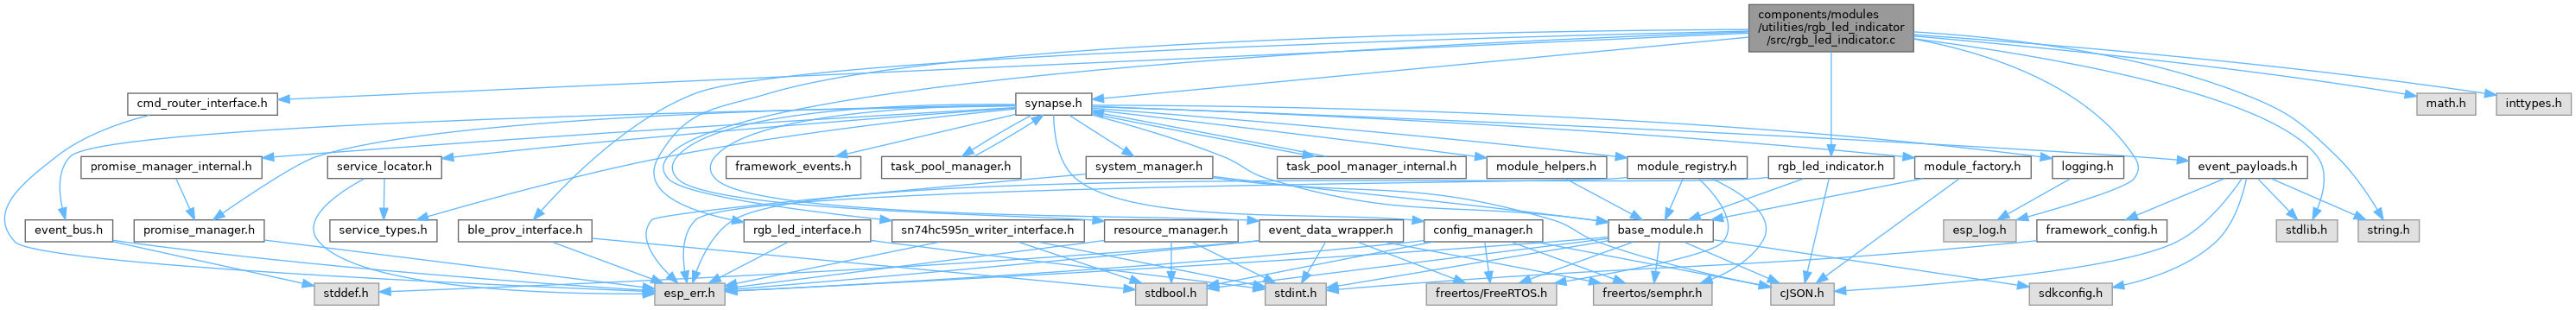 components/modules
/utilities/rgb_led_indicator
/src/rgb_led_indicator.c
cmd_router_interface.h
synapse.h
math.h
inttypes.h
promise_manager_internal.h
service_locator.h
framework_events.h
task_pool_manager.h
system_manager.h
task_pool_manager_internal.h
module_helpers.h
module_registry.h
rgb_led_indicator.h
module_factory.h
logging.h
event_payloads.h
event_bus.h
promise_manager.h
service_types.h
ble_prov_interface.h
rgb_led_interface.h
sn74hc595n_writer_interface.h
resource_manager.h
event_data_wrapper.h
config_manager.h
base_module.h
esp_log.h
framework_config.h
stdlib.h
string.h
stddef.h
esp_err.h
stdbool.h
stdint.h
freertos/FreeRTOS.h
freertos/semphr.h
cJSON.h
sdkconfig.h